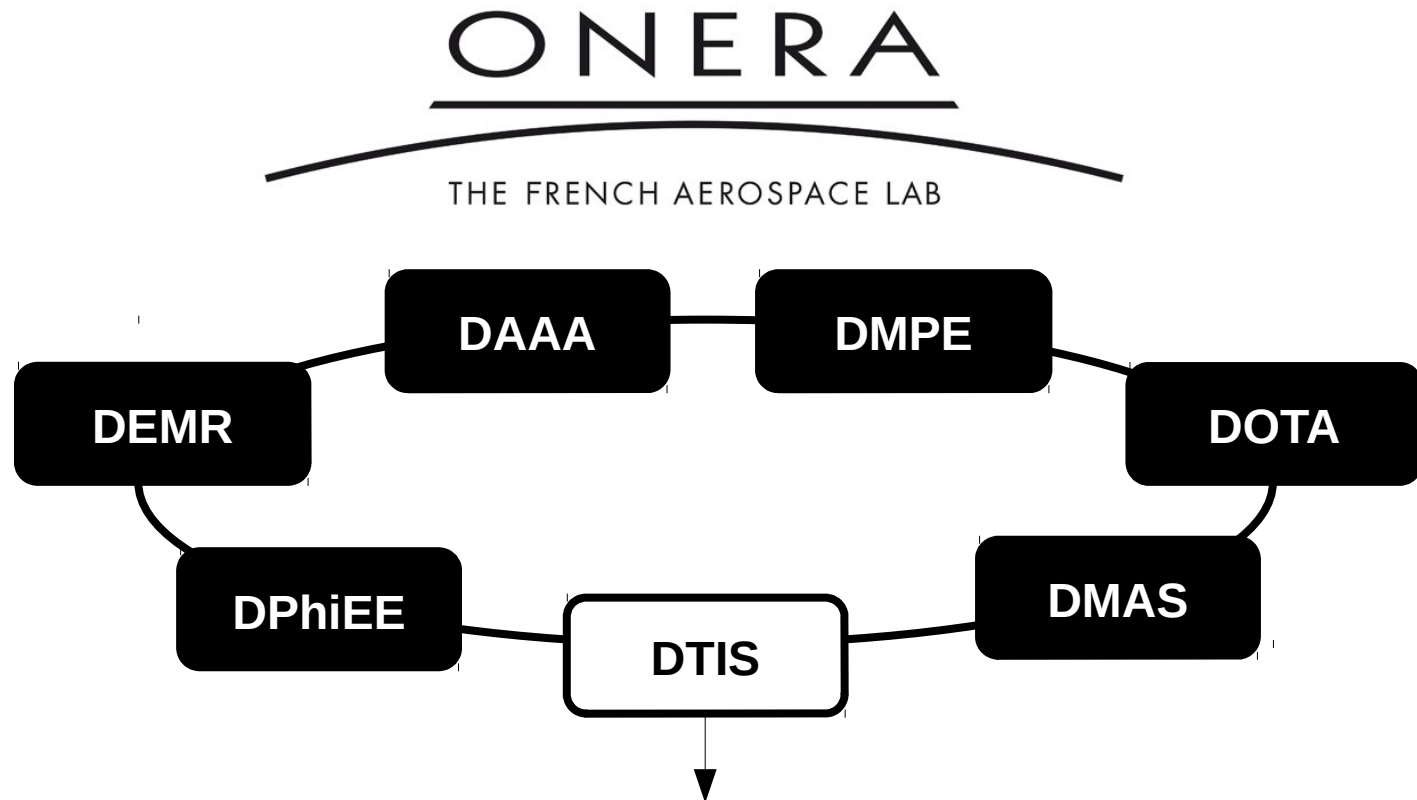 ONERA
THE FRENCH AEROSPACE LAB
DAAA
DMPE
DEMR
DOTA
DPhiEE
DTIS
DMAS